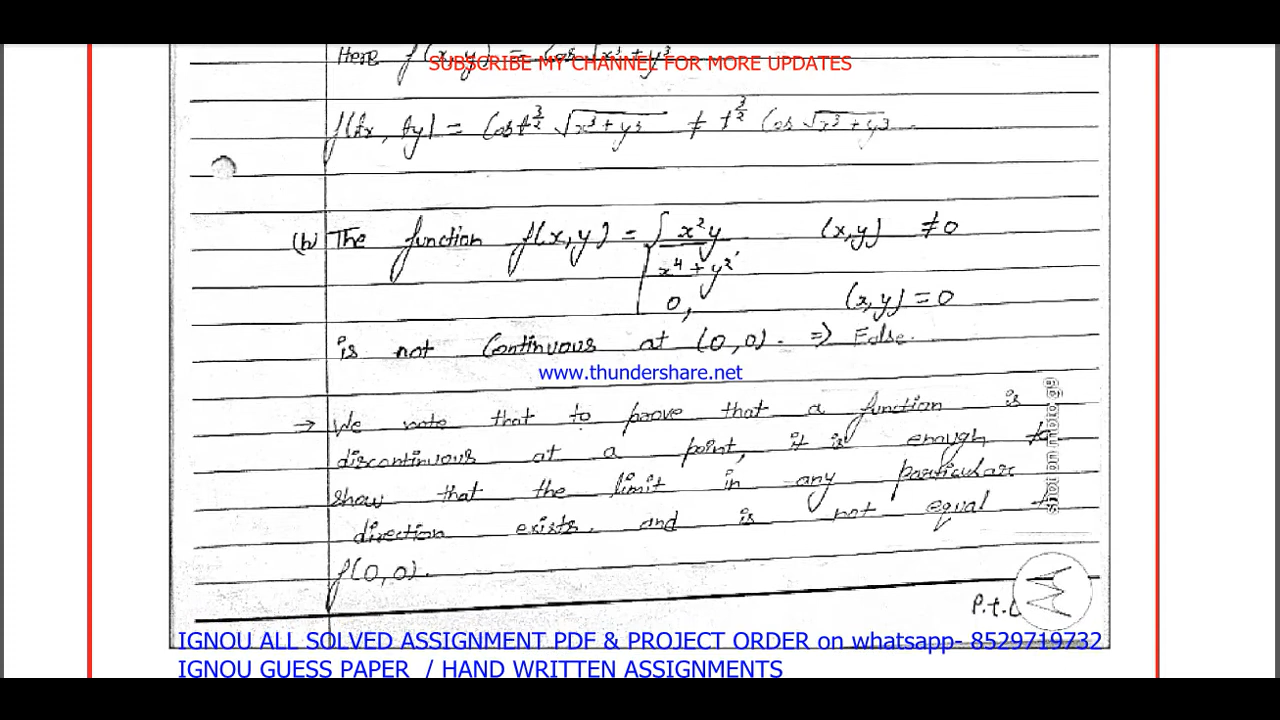 Here f(x,y) = Cos √x³+y³
SUBSCRIBE MY CHANNEL FOR MORE UPDATES
f(tx, ty) = Cos t^{3/2} √x³+y³ ≠ t^{3/2} Cos √x³+y³.
(b) The function f(x,y) = { x²y / x⁴+y² (x,y) ≠ 0
0, (x,y) = 0
is not Continuous at (0,0). ⇒ False.
www.thundershare.net
→ We note that to prove that a function is
discontinuous at a point, it is enough to
show that the limit in any particular
direction exists. and is not equal to
f(0,0).
P.t.
IGNOU ALL SOLVED ASSIGNMENT PDF & PROJECT ORDER on whatsapp- 8529719732
IGNOU GUESS PAPER / HAND WRITTEN ASSIGNMENTS